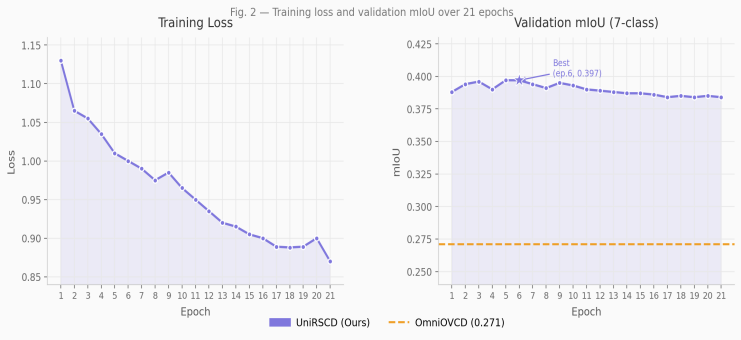 Fig. 2 — Training loss and validation mIoU over 21 epochs
Training Loss
1.15
1.10
1.05
1.00
0.95
0.90
0.85
Loss
1 2 3 4 5 6 7 8 9 10 11 12 13 14 15 16 17 18 19 20 21
Epoch
Validation mIoU (7-class)
0.425
0.400
0.375
0.350
0.325
0.300
0.275
0.250
mIoU
Best
(ep.6, 0.397)
1 2 3 4 5 6 7 8 9 10 11 12 13 14 15 16 17 18 19 20 21
Epoch
UniRSCD (Ours)
OmniOVCD (0.271)